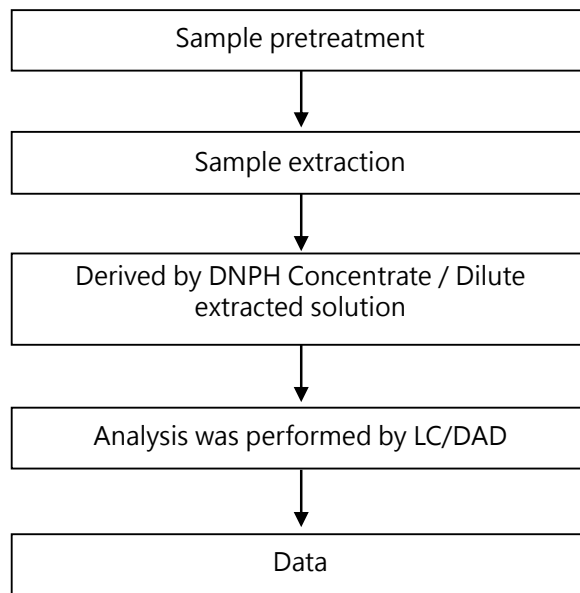 Sample pretreatment
Sample extraction
Derived by DNPH Concentrate / Dilute
extracted solution
Analysis was performed by LC/DAD
Data